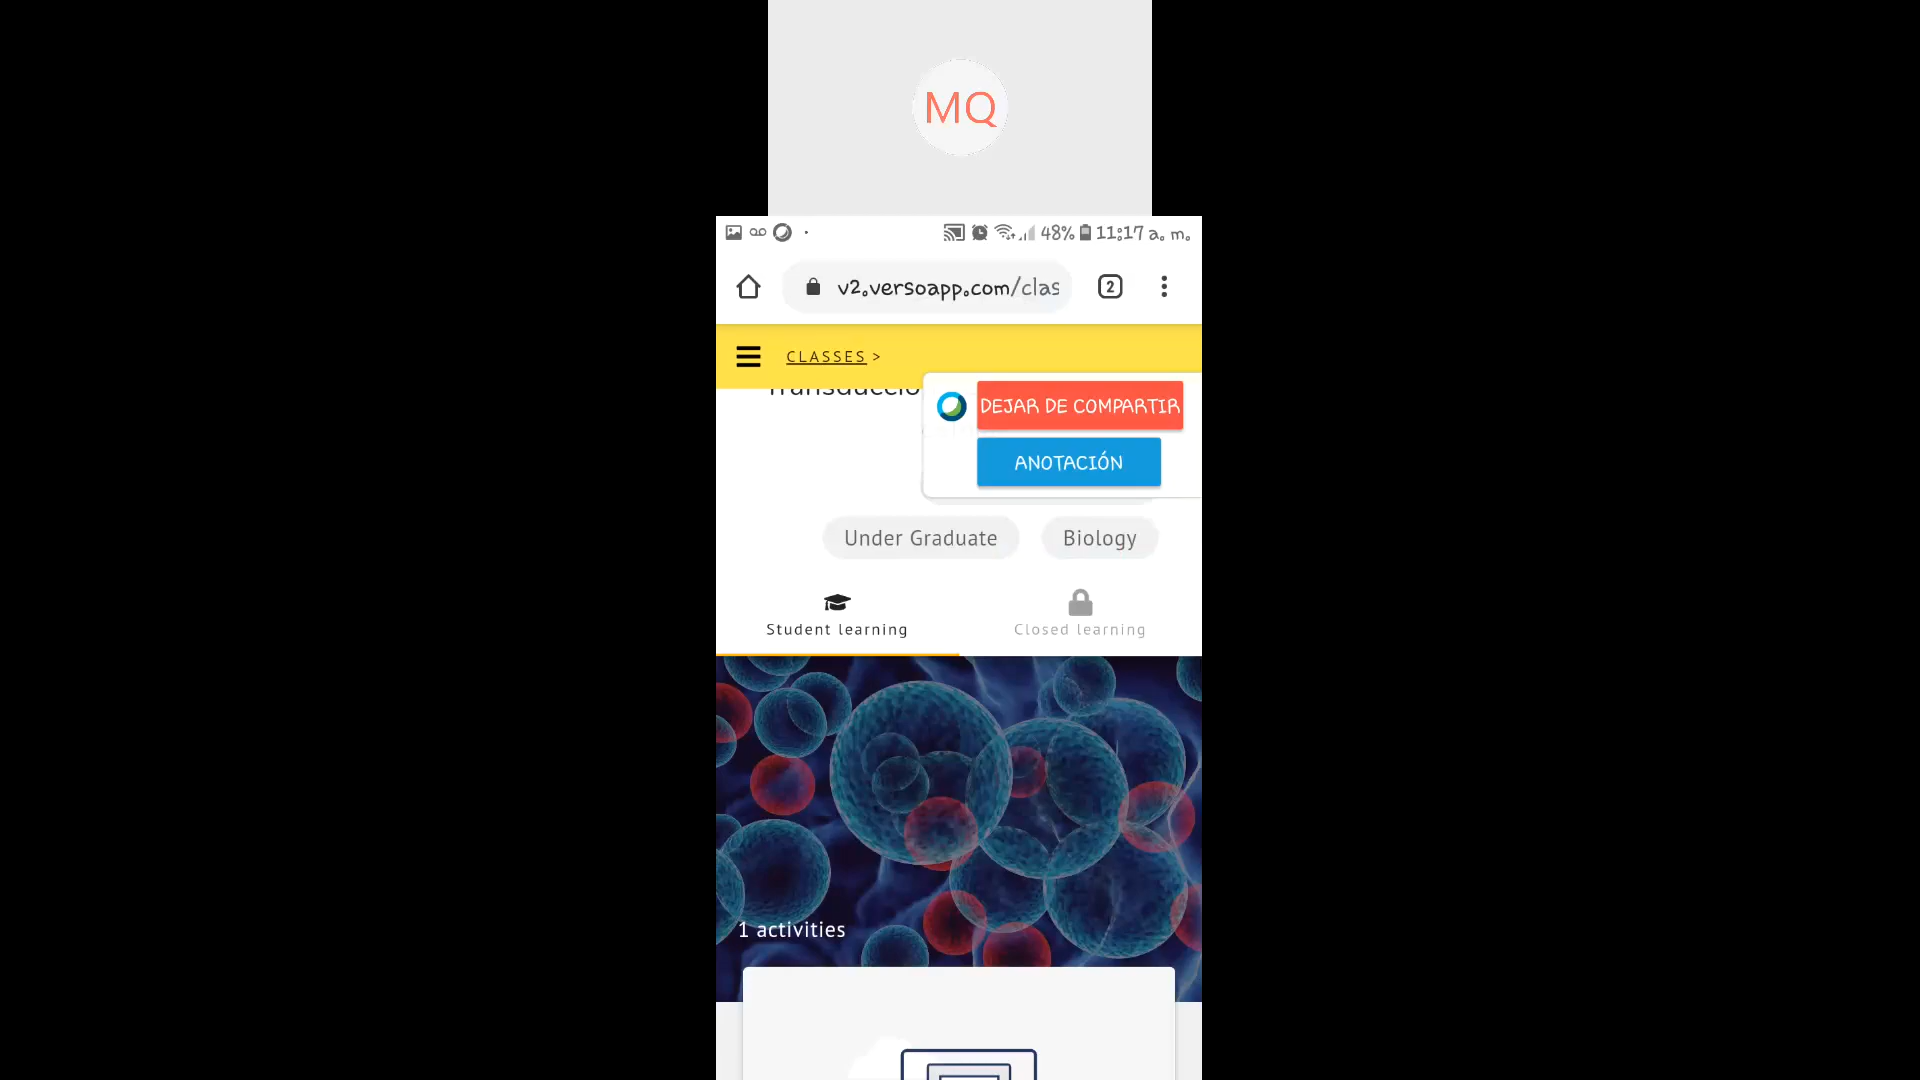 MQ
48% 11:17 a. m.
v2.versoapp.com/clas
2
CLASSES >
DEJAR DE COMPARTIR
ANOTACIÓN
Under Graduate
Biology
Student learning
Closed learning
1 activities